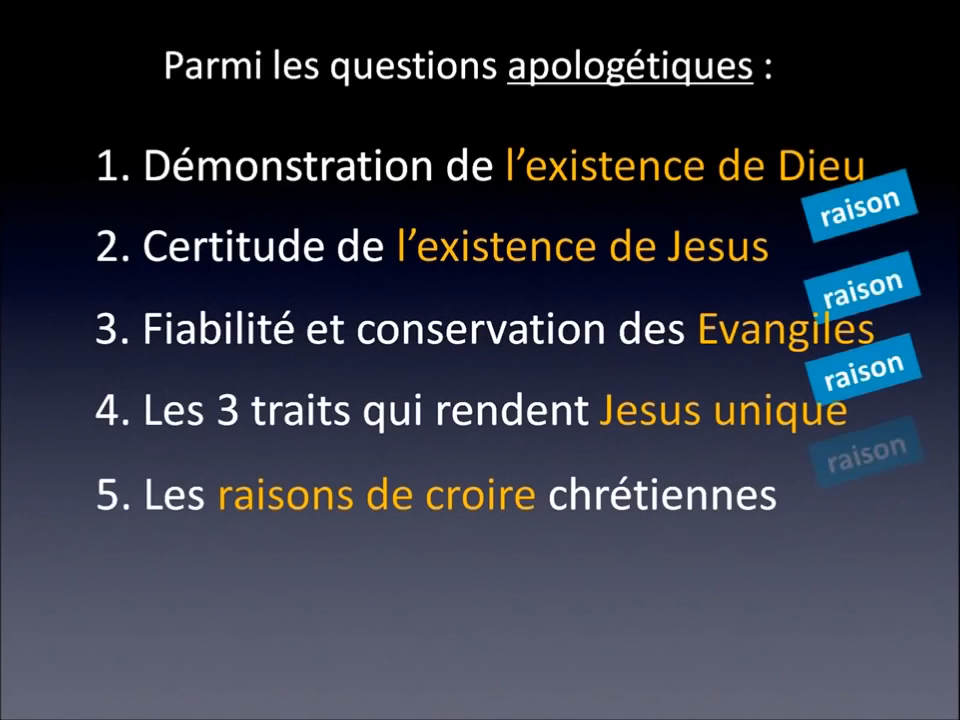 Parmi les questions apologétiques :
1. Démonstration de l’existence de Dieu
raison
2. Certitude de l’existence de Jesus
raison
3. Fiabilité et conservation des Evangiles
raison
4. Les 3 traits qui rendent Jesus unique
raison
5. Les raisons de croire chrétiennes